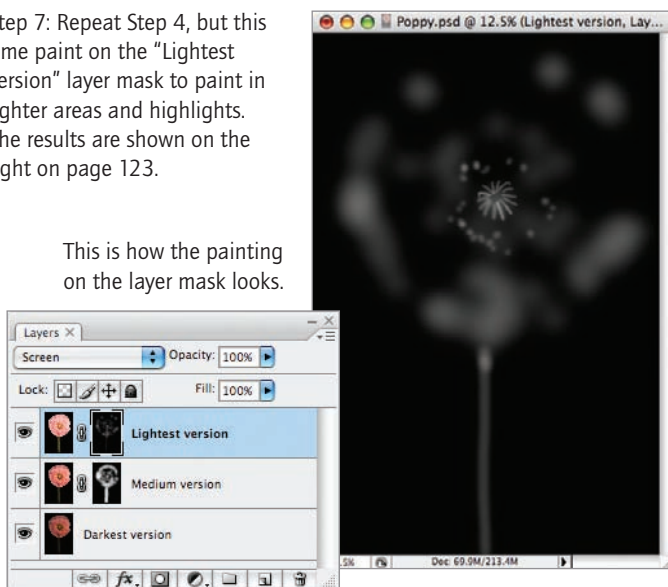 tep 7: Repeat Step 4, but this
me paint on the “Lightest
ersion” layer mask to paint in
ghter areas and highlights.
he results are shown on the
ght on page 123.
This is how the painting
on the layer mask looks.
Poppy.psd @ 12.5% (Lightest version, Lay...
Layers ×
Screen Opacity: 100%
Lock: Fill: 100%
Lightest version
Medium version
Darkest version
fx
.5% Doc: 69.9M/213.4M